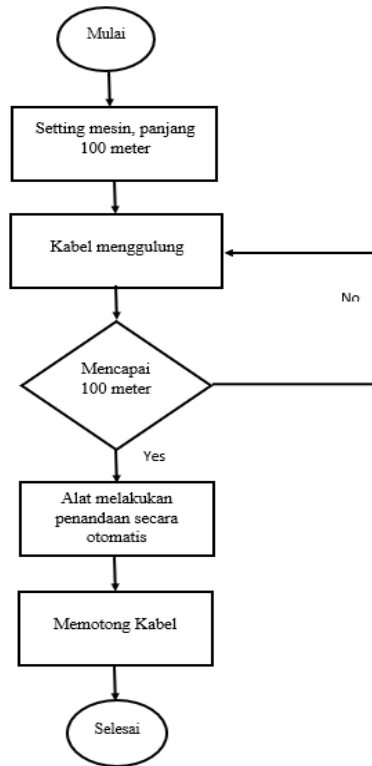 Mulai
Setting mesin, panjang
100 meter
Kabel menggulung
No
Mencapai
100 meter
Yes
Alat melakukan
penandaan secara
otomatis
Memotong Kabel
Selesai